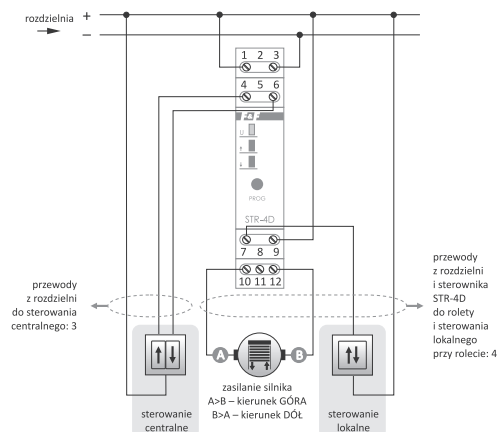 rozdzielnia +
–
1 2 3
4 5 6
F&F
U
↑
↓
PROG
STR-4D
7 8 9
10 11 12
przewody
z rozdzielni
do sterowania
centralnego: 3
przewody
z rozdzielni
i sterownika
STR-4D
do rolety
i sterowania
lokalnego
przy rolecie: 4
A
B
zasilanie silnika
A>B – kierunek GÓRA
B>A – kierunek DÓŁ
sterowanie
centralne
sterowanie
lokalne